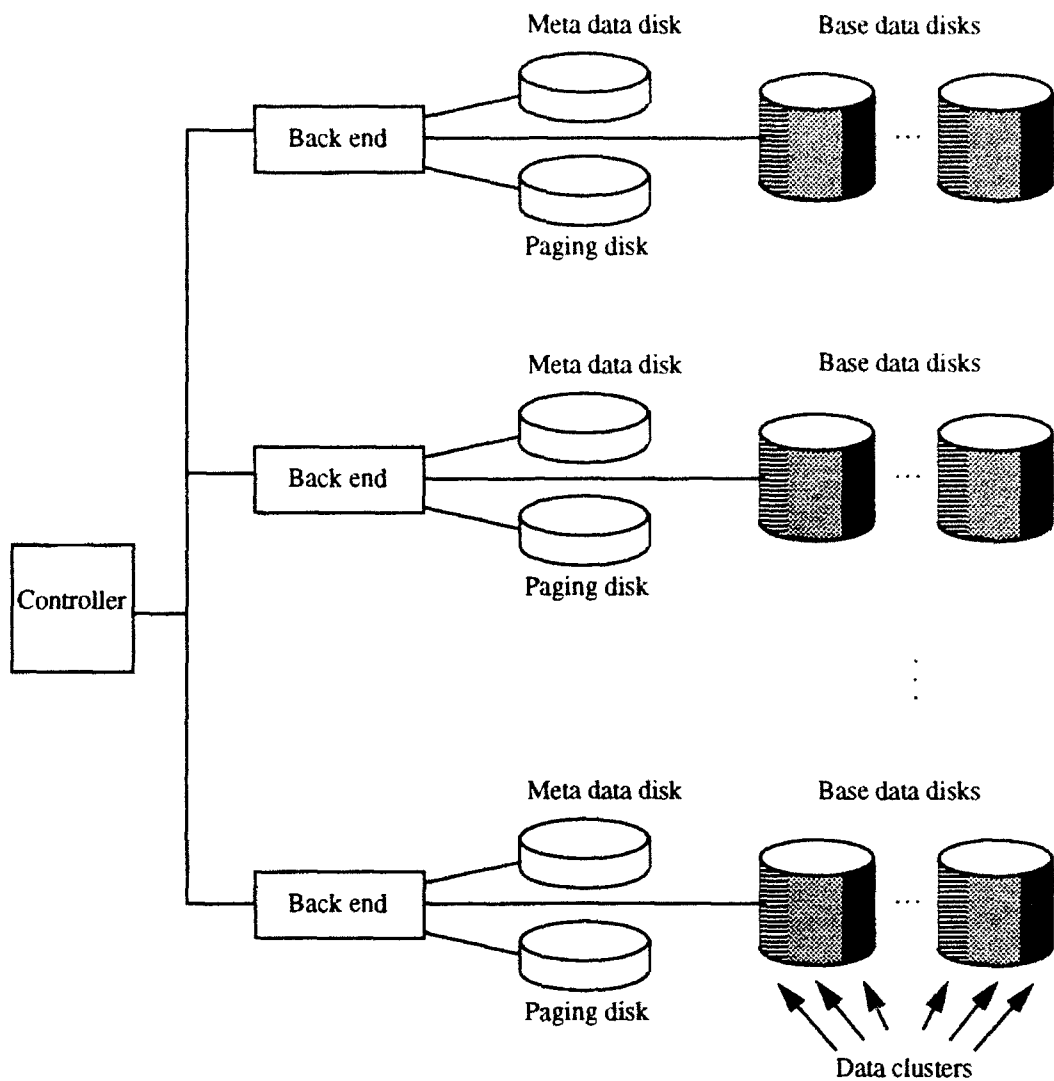 Meta data disk
Base data disks
Back end
...
Paging disk
Meta data disk
Base data disks
Back end
...
Paging disk
Controller
Meta data disk
Base data disks
Back end
...
Paging disk
Data clusters